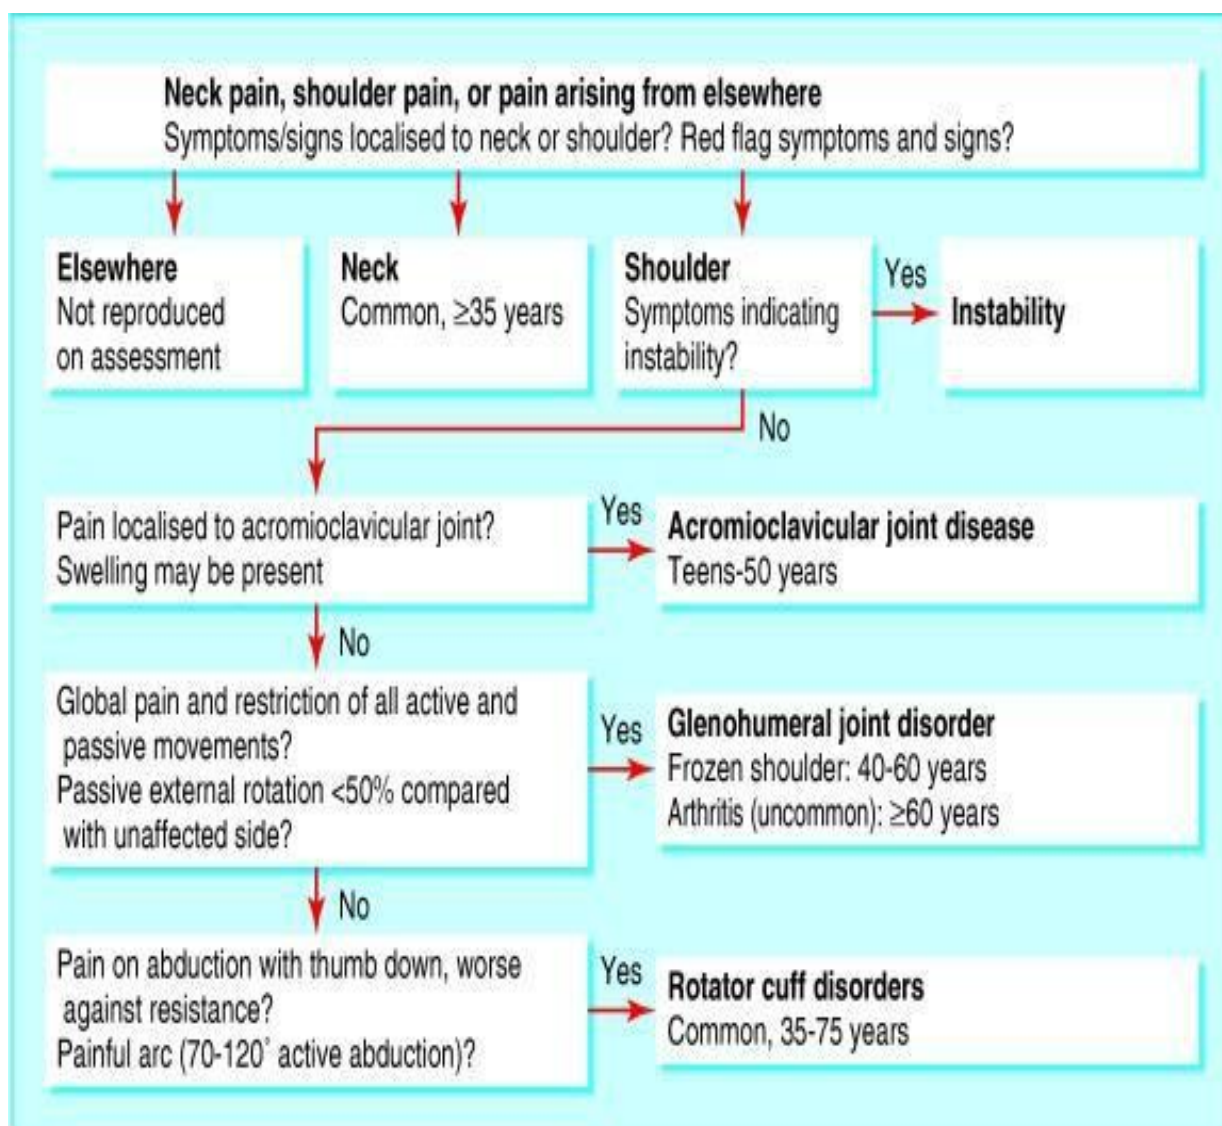 Neck pain, shoulder pain, or pain arising from elsewhere
Symptoms/signs localised to neck or shoulder? Red flag symptoms and signs?
Elsewhere
Not reproduced
on assessment
Neck
Common, ≥35 years
Shoulder
Symptoms indicating
instability?
Yes
Instability
No
Pain localised to acromioclavicular joint?
Swelling may be present
Yes
Acromioclavicular joint disease
Teens-50 years
No
Global pain and restriction of all active and
passive movements?
Passive external rotation <50% compared
with unaffected side?
Yes
Glenohumeral joint disorder
Frozen shoulder: 40-60 years
Arthritis (uncommon): ≥60 years
No
Pain on abduction with thumb down, worse
against resistance?
Painful arc (70-120˚ active abduction)?
Yes
Rotator cuff disorders
Common, 35-75 years